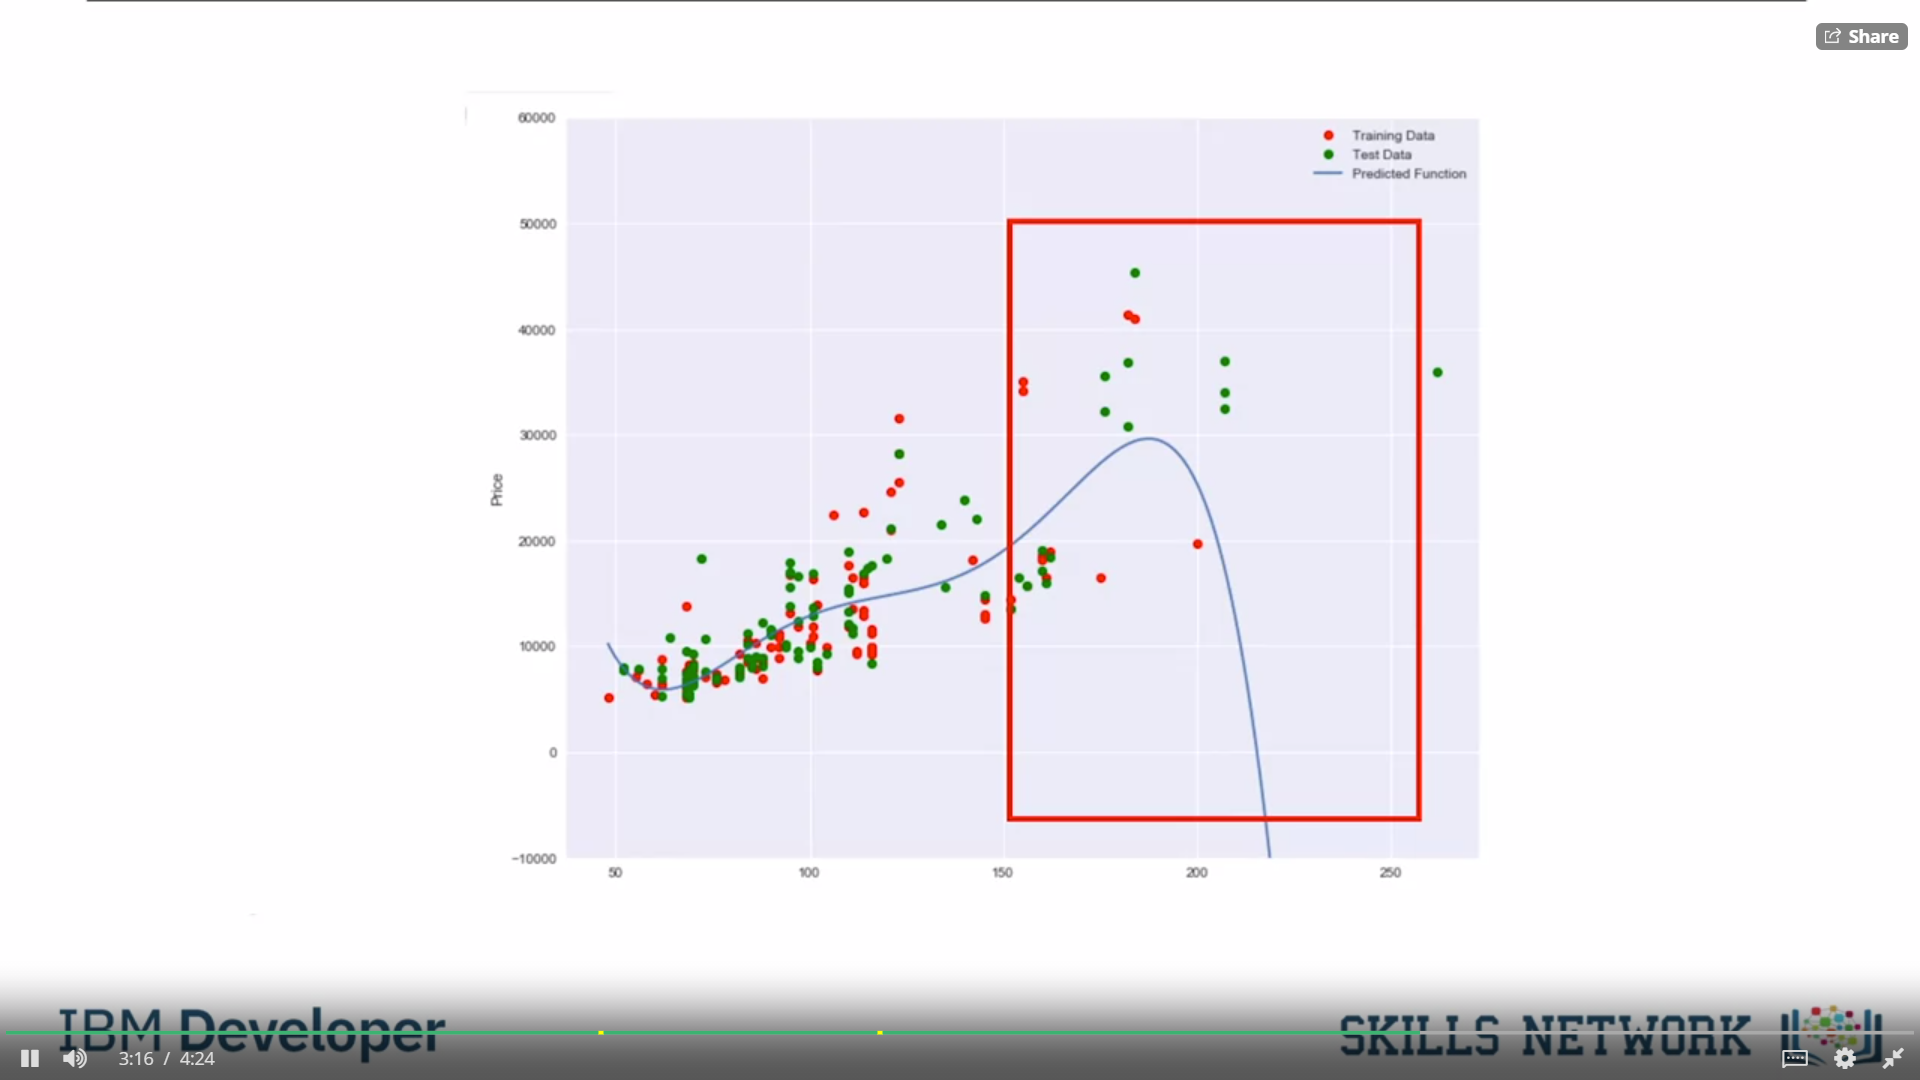 Share
60000
Training Data
Test Data
Predicted Function
50000
40000
30000
Price
20000
10000
0
−10000
50 100 150 200 250
IBM Developer
SKILLS NETWORK
3:16 / 4:24